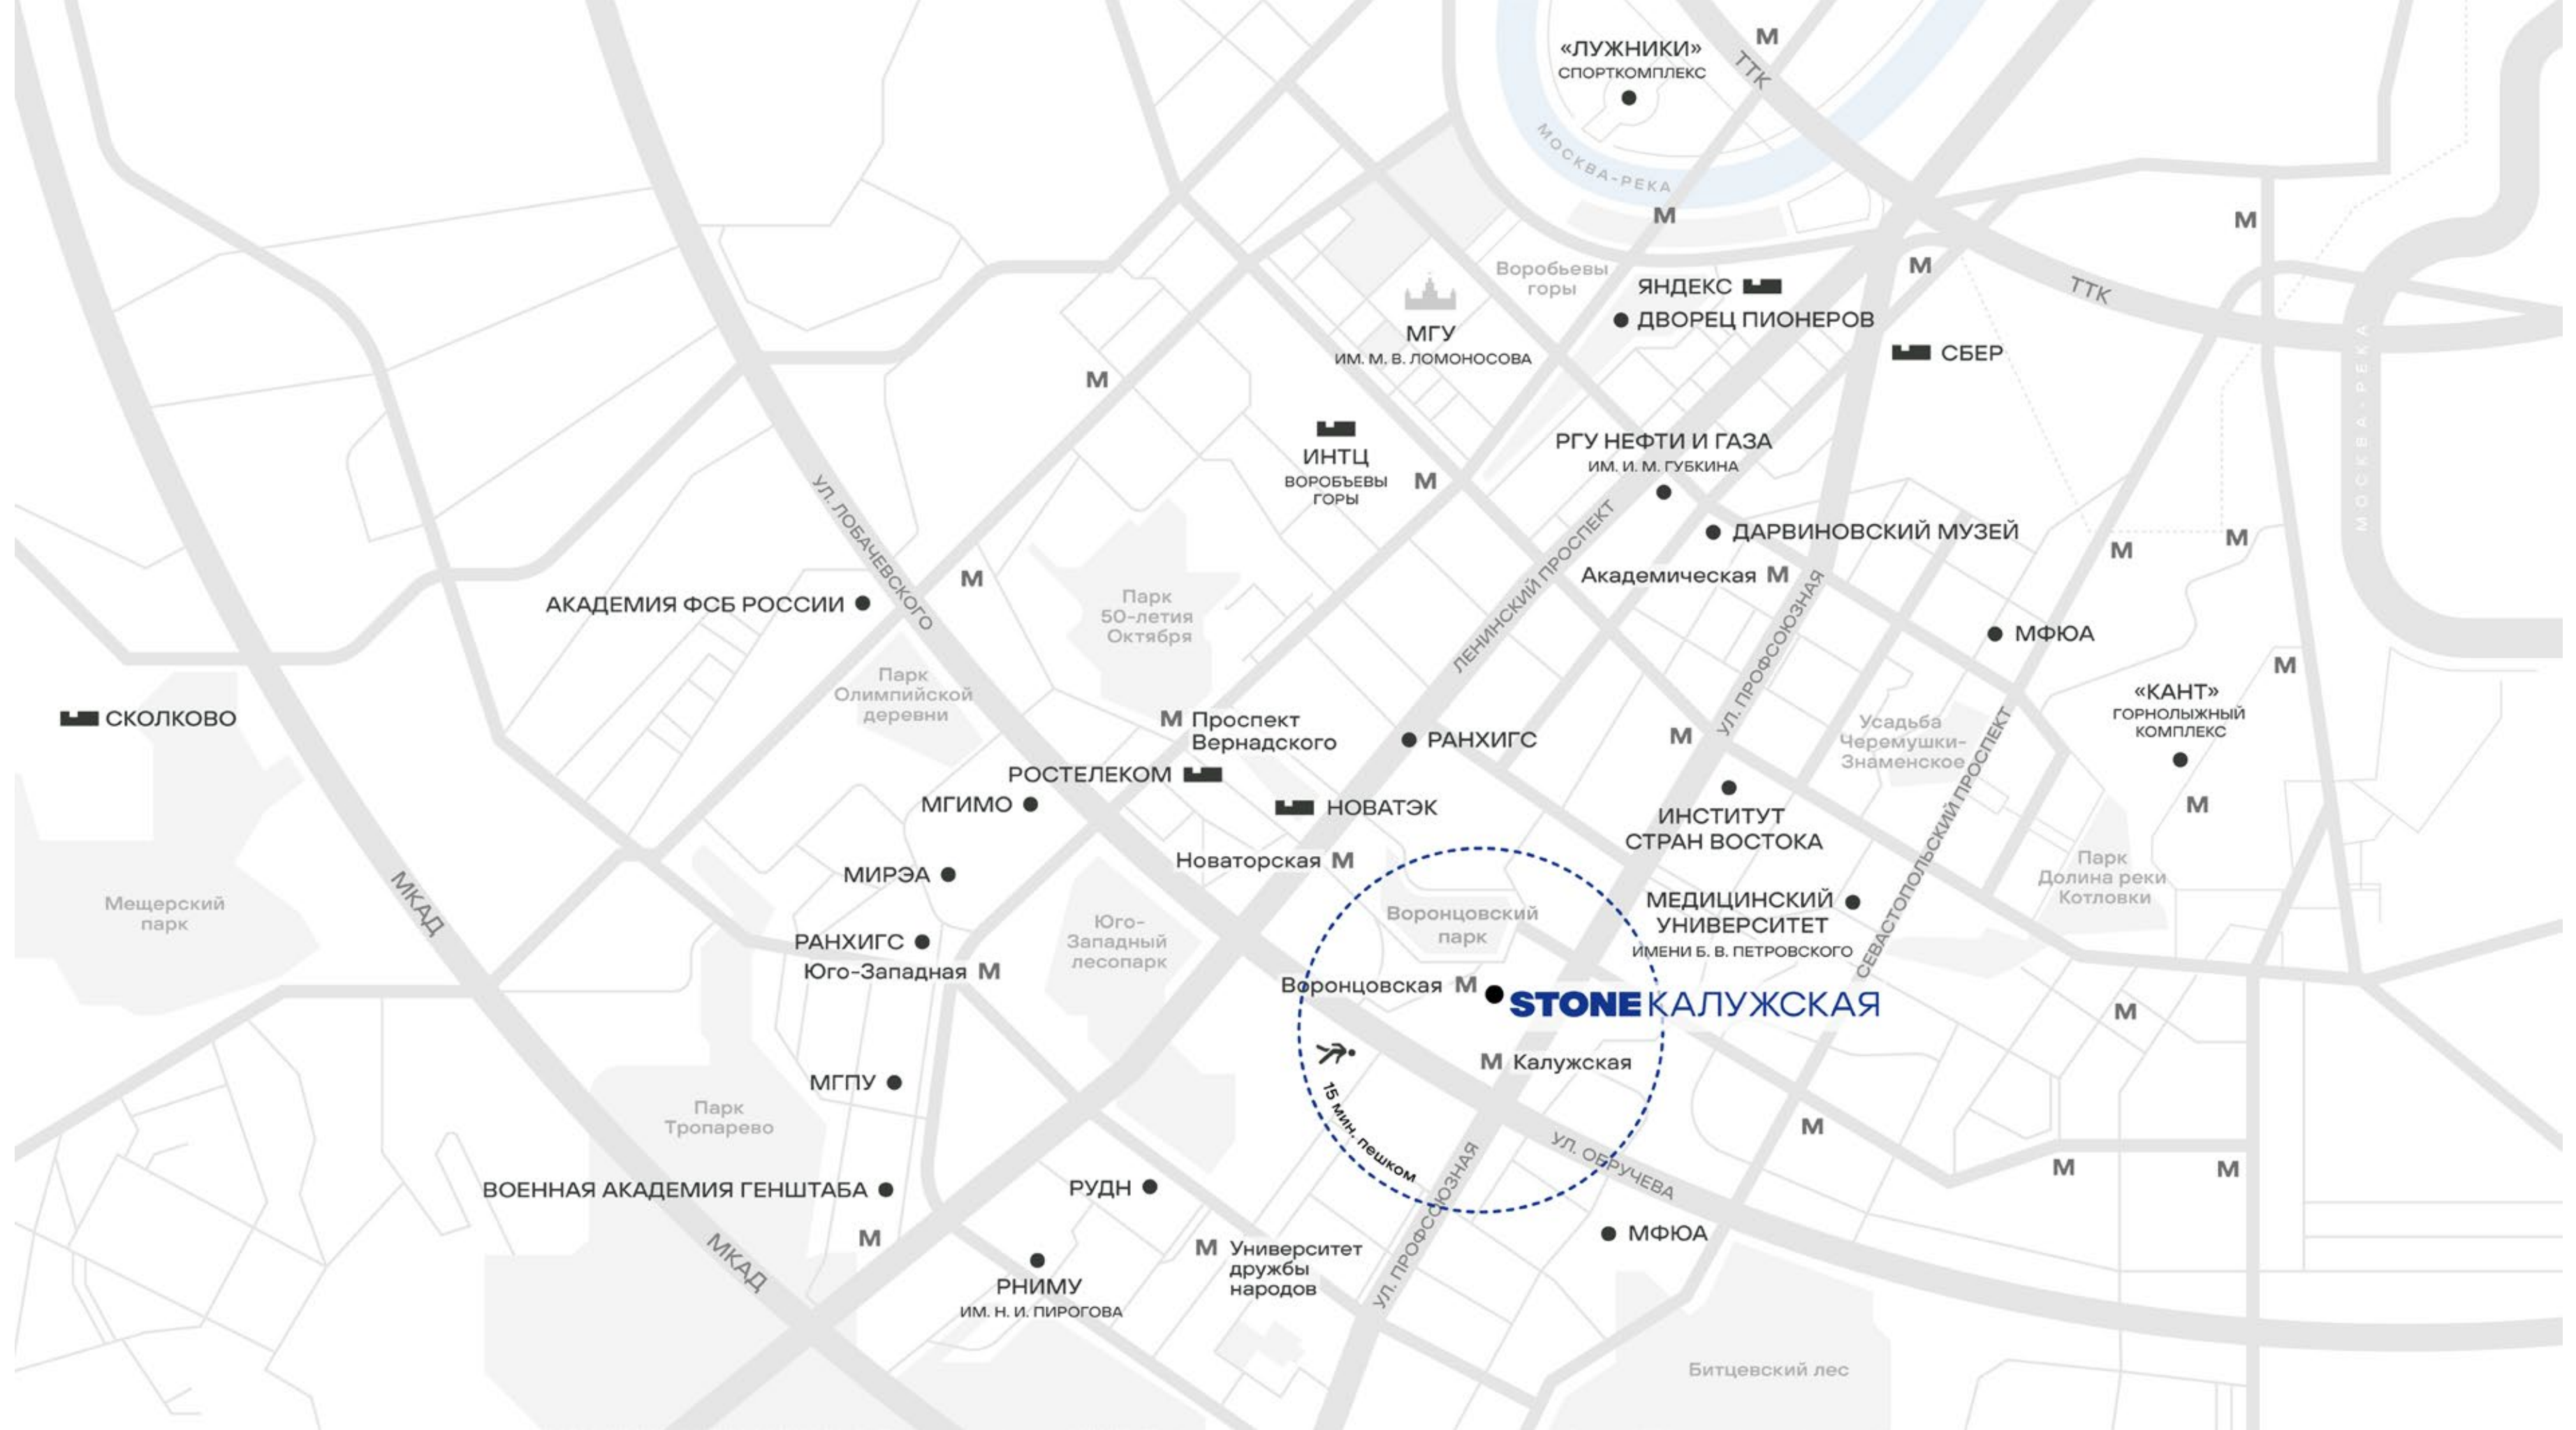 М
«ЛУЖНИКИ»
СПОРТКОМПЛЕКС
ТТК
МОСКВА-РЕКА
М
М
М
ТТК
Воробьевы
горы
ЯНДЕКС
ДВОРЕЦ ПИОНЕРОВ
МГУ
ИМ. М. В. ЛОМОНОСОВА
СБЕР
МОСКВА-РЕКА
М
ИНТЦ
ВОРОБЪЕВЫ
ГОРЫ
М
РГУ НЕФТИ И ГАЗА
ИМ. И. М. ГУБКИНА
УЛ. ЛОБАЧЕВСКОГО
ЛЕНИНСКИЙ ПРОСПЕКТ
ДАРВИНОВСКИЙ МУЗЕЙ
Академическая М
М
М
М
АКАДЕМИЯ ФСБ РОССИИ
Парк
50-летия
Октября
УЛ. ПРОФСОЮЗНАЯ
МФЮА
М
Парк
Олимпийской
деревни
СКОЛКОВО
М Проспект
Вернадского
РАНХИГС
М
Усадьба
Черемушки-
Знаменское
СЕВАСТОПОЛЬСКИЙ ПРОСПЕКТ
«КАНТ»
ГОРНОЛЫЖНЫЙ
КОМПЛЕКС
М
РОСТЕЛЕКОМ
МГИМО
НОВАТЭК
ИНСТИТУТ
СТРАН ВОСТОКА
Новаторская М
МИРЭА
Парк
Долина реки
Котловки
МКАД
Мещерский
парк
Юго-
Западный
лесопарк
Воронцовский
парк
МЕДИЦИНСКИЙ
УНИВЕРСИТЕТ
ИМЕНИ Б. В. ПЕТРОВСКОГО
РАНХИГС
Юго-Западная М
Воронцовская М
STONE КАЛУЖСКАЯ
М
М Калужская
15 мин. пешком
МГПУ
Парк
Тропарево
М
УЛ. ОБРУЧЕВА
М
М
ВОЕННАЯ АКАДЕМИЯ ГЕНШТАБА
РУДН
УЛ. ПРОФСОЮЗНАЯ
М
МФЮА
МКАД
М Университет
дружбы
народов
РНИМУ
ИМ. Н. И. ПИРОГОВА
Битцевский лес